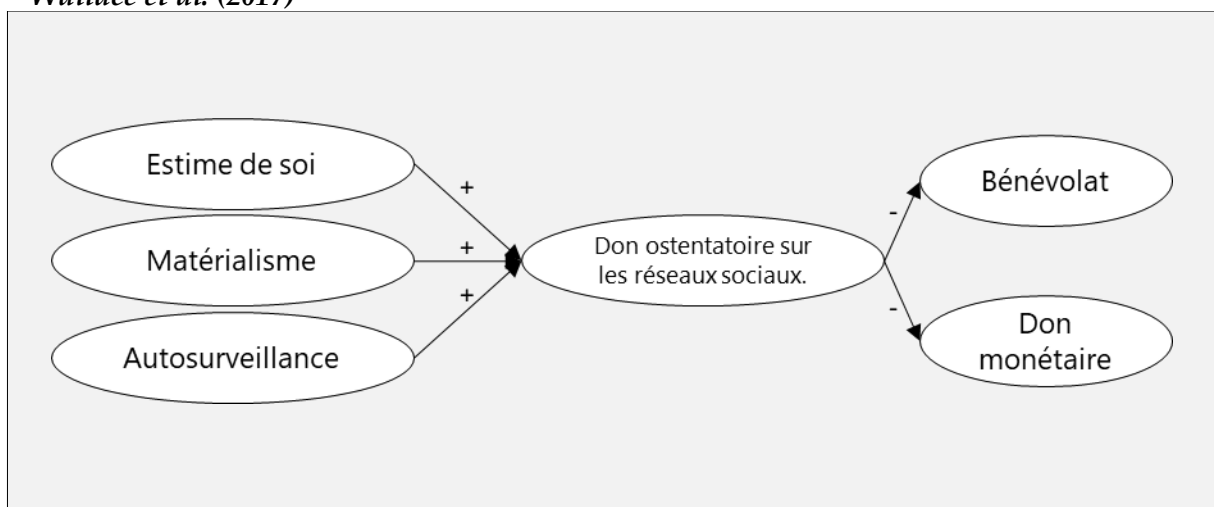 Wallace et al. (2017)
Estime de soi
Matérialisme
Autosurveillance
+
+
+
Don ostentatoire sur
les réseaux sociaux.
-
-
Bénévolat
Don
monétaire